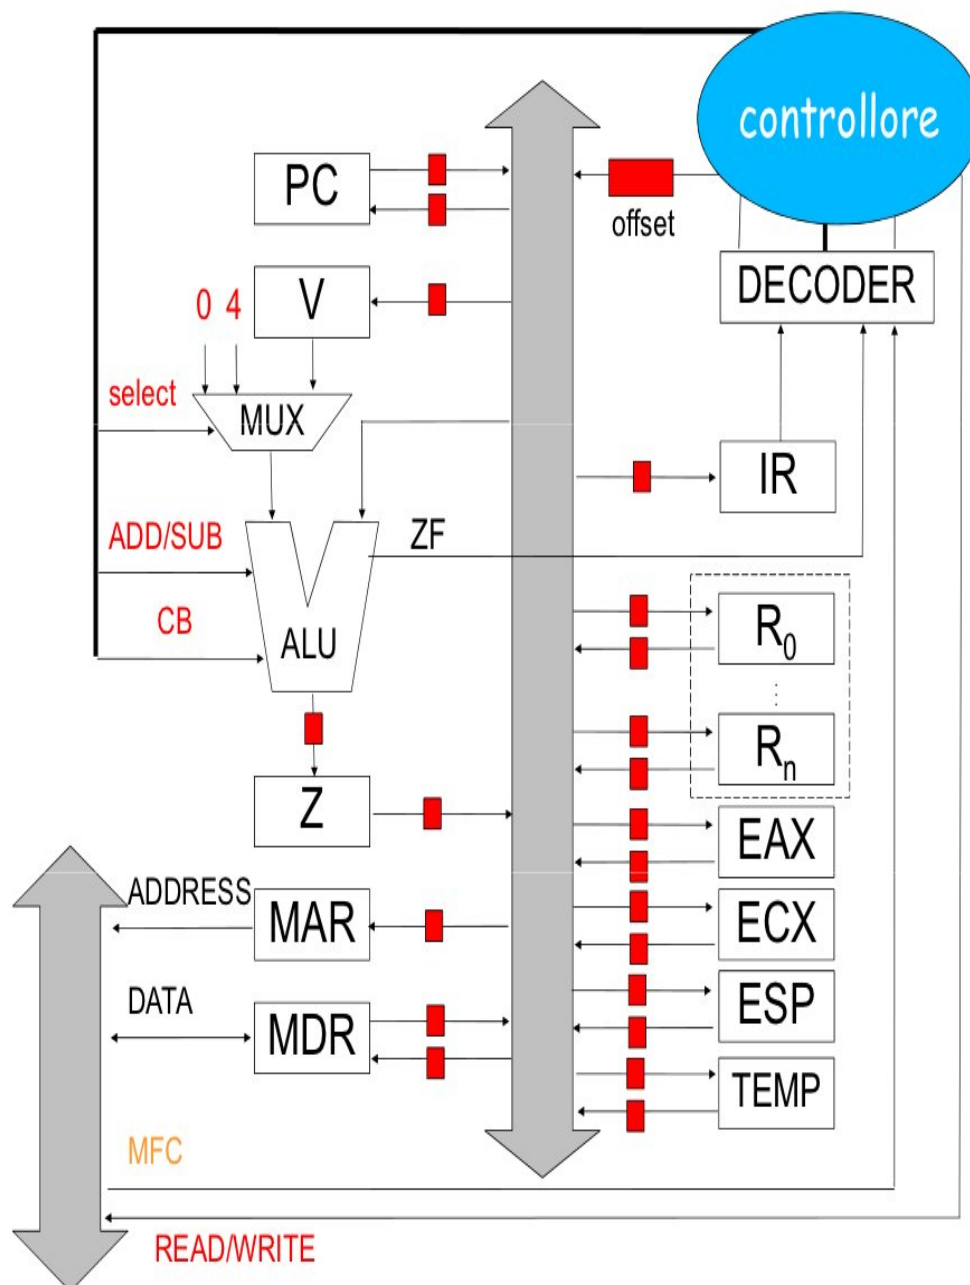 controllore
PC
offset
V
DECODER
0 4
select
MUX
IR
ADD/SUB
ZF
CB
ALU
R0
⋮
Rn
Z
EAX
ADDRESS
MAR
ECX
DATA
MDR
ESP
TEMP
MFC
READ/WRITE